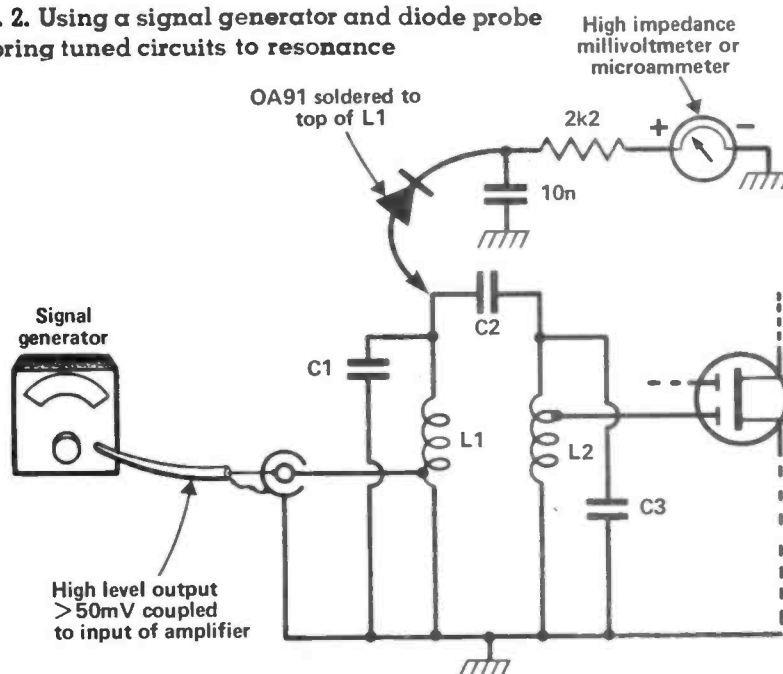 . 2. Using a signal generator and diode probe
bring tuned circuits to resonance
High impedance
millivoltmeter or
microammeter
OA91 soldered to
top of L1
2k2
+
−
10n
Signal
generator
C1
C2
L1
L2
C3
High level output
>50mV coupled
to input of amplifier